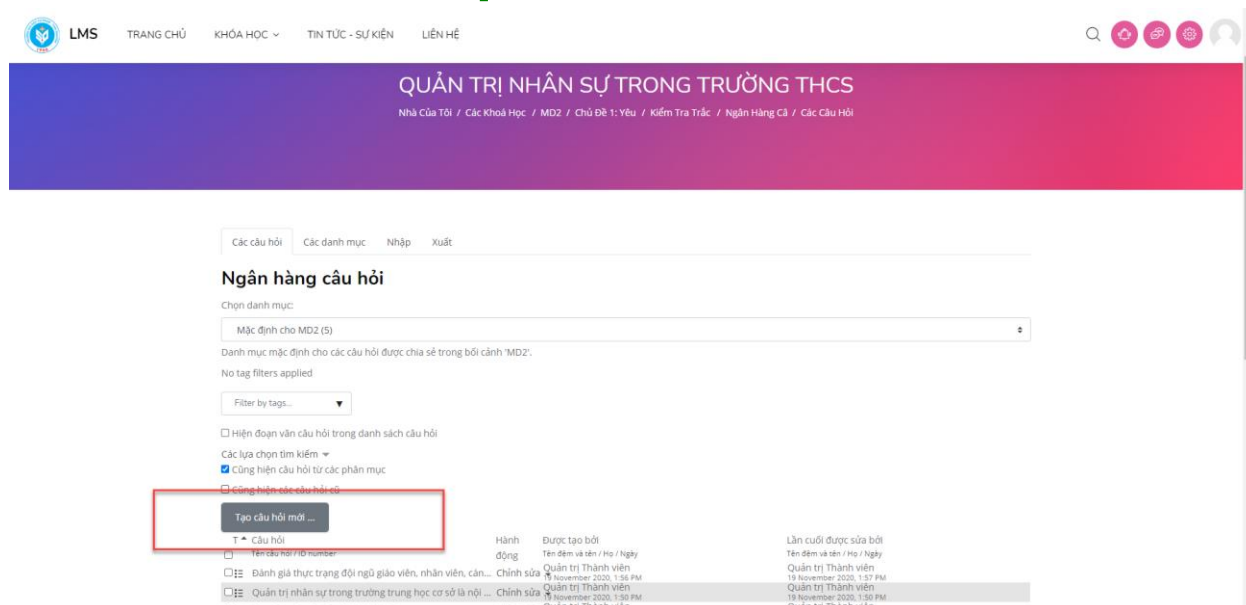 LMS TRANG CHỦ KHÓA HỌC TIN TỨC - SỰ KIỆN LIÊN HỆ
QUẢN TRỊ NHÂN SỰ TRONG TRƯỜNG THCS
Nhà Của Tôi / Các Khoá Học / MD2 / Chủ Đề 1: Yêu / Kiểm Tra Trắc / Ngân Hàng Câ / Các Câu Hỏi
Các câu hỏi Các danh mục Nhập Xuất
Ngân hàng câu hỏi
Chọn danh mục:
Mặc định cho MD2 (5)
Danh mục mặc định cho các câu hỏi được chia sẻ trong bối cảnh 'MD2'.
No tag filters applied
Filter by tags...
Hiện đoạn văn câu hỏi trong danh sách câu hỏi
Các lựa chọn tìm kiếm
Cũng hiện câu hỏi từ các phân mục
Cũng hiện các câu hỏi cũ
Tạo câu hỏi mới ...
T Câu hỏi Hành động Được tạo bởi Lần cuối được sửa bởi
Tên câu hỏi / ID number Tên đệm và tên / Họ / Ngày Tên đệm và tên / Họ / Ngày
Đánh giá thực trạng đội ngũ giáo viên, nhân viên, cán... Chỉnh sửa Quản trị Thành viên Quản trị Thành viên
19 November 2020, 1:56 PM 19 November 2020, 1:57 PM
Quản trị nhân sự trong trường trung học cơ sở là nội ... Chỉnh sửa Quản trị Thành viên Quản trị Thành viên
19 November 2020, 1:50 PM 19 November 2020, 1:50 PM